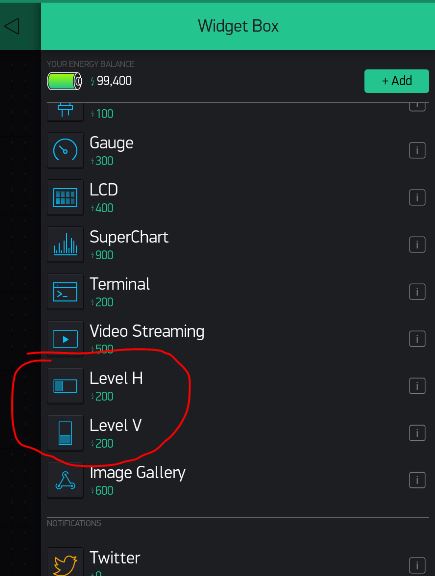 Widget Box
YOUR ENERGY BALANCE
99,400
+ Add
100
Gauge
300
LCD
400
SuperChart
900
Terminal
200
Video Streaming
500
Level H
200
Level V
200
Image Gallery
600
NOTIFICATIONS
Twitter